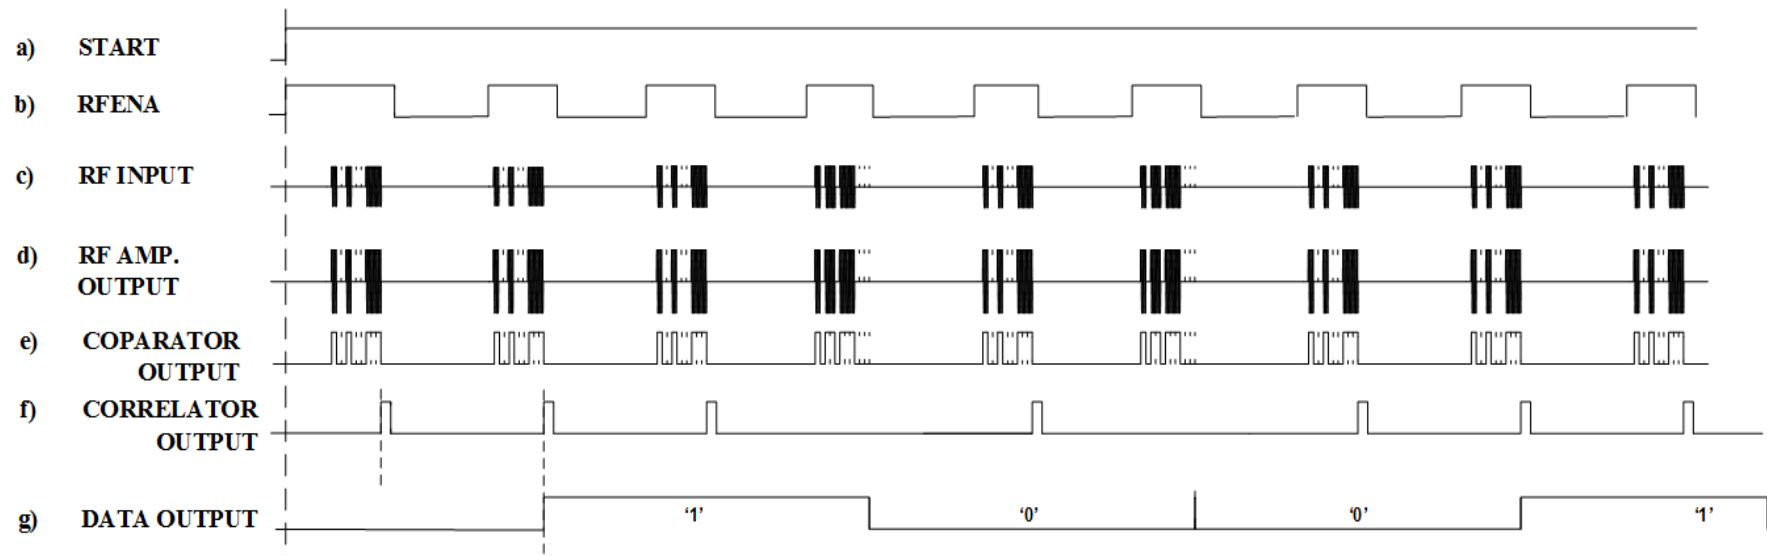 a) START
b) RFENA
c) RF INPUT
d) RF AMP.
OUTPUT
e) COPARATOR
OUTPUT
f) CORRELATOR
OUTPUT
g) DATA OUTPUT ‘1’ ‘0’ ‘0’ ‘1’